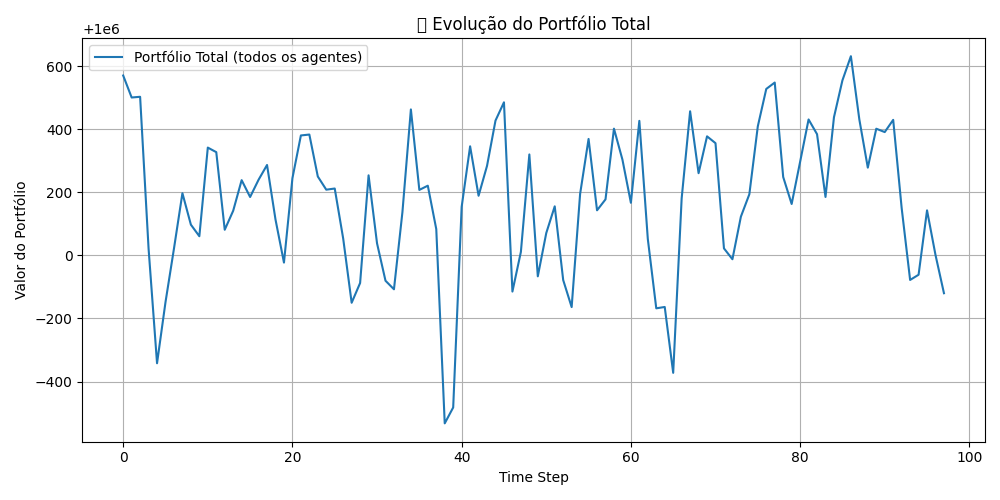 Evolução do Portfólio Total
+1e6
Portfólio Total (todos os agentes)
Valor do Portfólio
600
400
200
0
−200
−400
0 20 40 60 80 100
Time Step